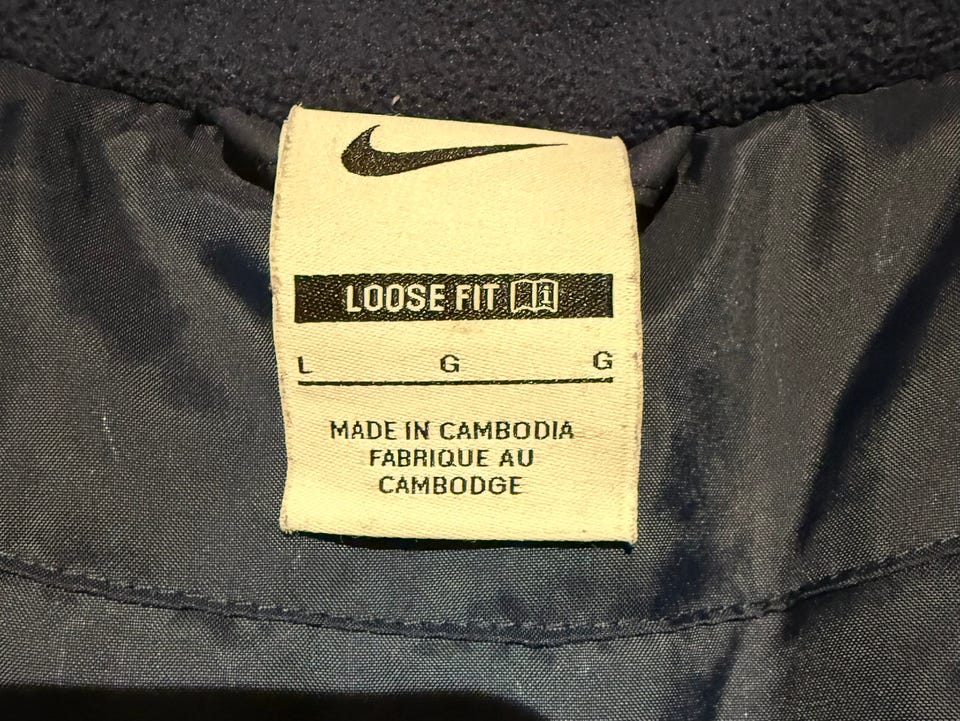 LOOSE FIT
L G G
MADE IN CAMBODIA
FABRIQUE AU
CAMBODGE